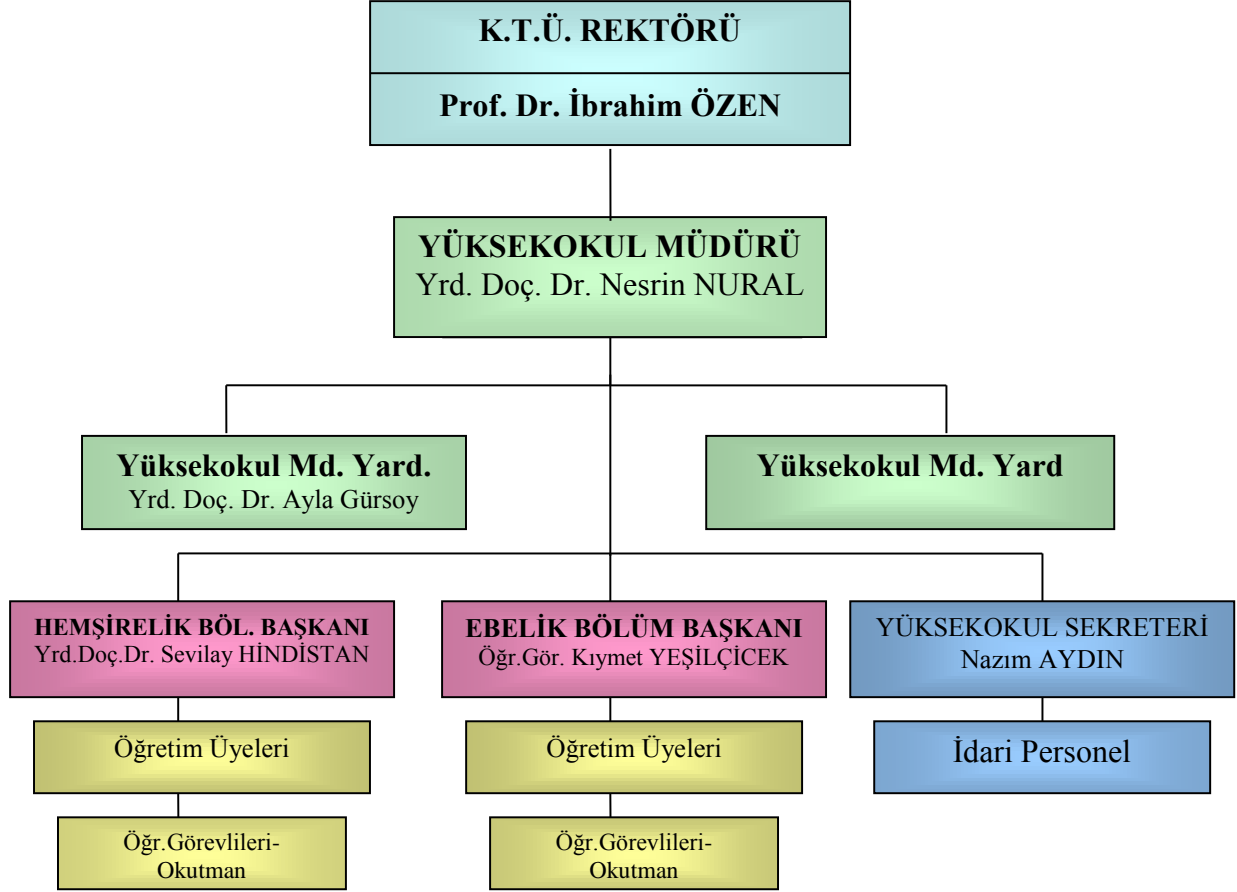 K.T.Ü. REKTÖRÜ
Prof. Dr. İbrahim ÖZEN
YÜKSEKOKUL MÜDÜRÜ
Yrd. Doç. Dr. Nesrin NURAL
Yüksekokul Md. Yard.
Yrd. Doç. Dr. Ayla Gürsoy
Yüksekokul Md. Yard
HEMŞİRELİK BÖL. BAŞKANI
Yrd.Doç.Dr. Sevilay HİNDİSTAN
EBELİK BÖLÜM BAŞKANI
Öğr.Gör. Kıymet YEŞİLÇİCEK
YÜKSEKOKUL SEKRETERİ
Nazım AYDIN
Öğretim Üyeleri
Öğretim Üyeleri
İdari Personel
Öğr.Görevlileri-
Okutman
Öğr.Görevlileri-
Okutman